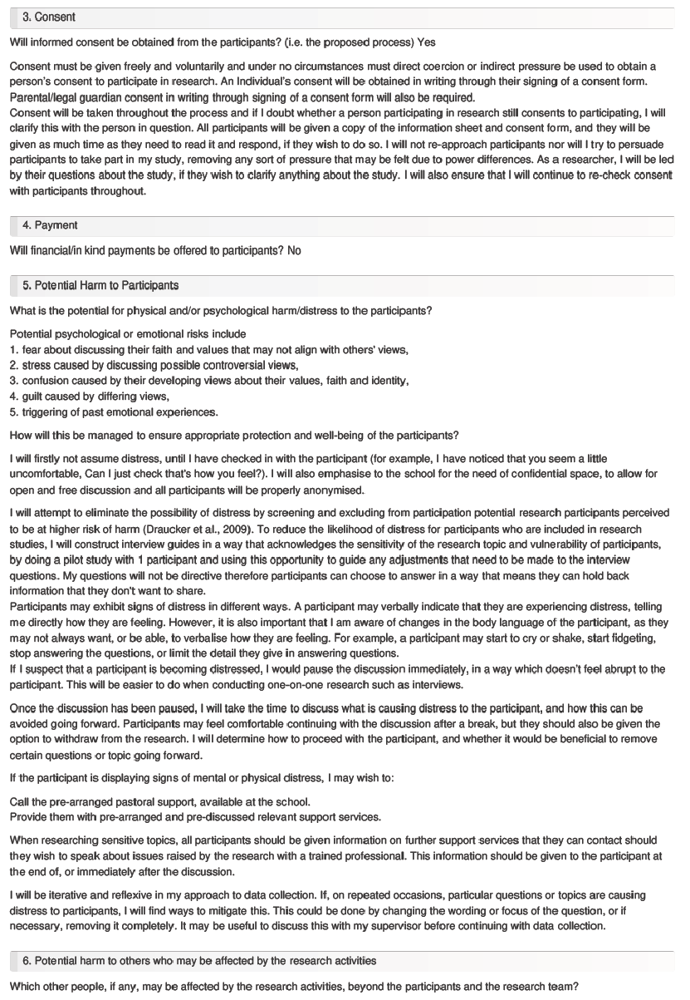 3. Consent
Will informed consent be obtained from the participants? (i.e. the proposed process) Yes
Consent must be given freely and voluntarily and under no circumstances must direct coercion or indirect pressure be used to obtain a
person's consent to participate in research. An Individual's consent will be obtained in writing through their signing of a consent form.
Parental/legal guardian consent in writing through signing of a consent form will also be required.
Consent will be taken throughout the process and if I doubt whether a person participating in research still consents to participating, I will
clarify this with the person in question. All participants will be given a copy of the information sheet and consent form, and they will be
given as much time as they need to read it and respond, if they wish to do so. I will not re-approach participants nor will I try to persuade
participants to take part in my study, removing any sort of pressure that may be felt due to power differences. As a researcher, I will be led
by their questions about the study, if they wish to clarify anything about the study. I will also ensure that I will continue to re-check consent
with participants throughout.
4. Payment
Will financial/in kind payments be offered to participants? No
5. Potential Harm to Participants
What is the potential for physical and/or psychological harm/distress to the participants?
Potential psychological or emotional risks include
1. fear about discussing their faith and values that may not align with others' views,
2. stress caused by discussing possible controversial views,
3. confusion caused by their developing views about their values, faith and identity,
4. guilt caused by differing views,
5. triggering of past emotional experiences.
How will this be managed to ensure appropriate protection and well-being of the participants?
I will firstly not assume distress, until I have checked in with the participant (for example, I have noticed that you seem a little
uncomfortable, Can I just check that's how you feel?). I will also emphasise to the school for the need of confidential space, to allow for
open and free discussion and all participants will be properly anonymised.
I will attempt to eliminate the possibility of distress by screening and excluding from participation potential research participants perceived
to be at higher risk of harm (Draucker et al., 2009). To reduce the likelihood of distress for participants who are included in research
studies, I will construct interview guides in a way that acknowledges the sensitivity of the research topic and vulnerability of participants,
by doing a pilot study with 1 participant and using this opportunity to guide any adjustments that need to be made to the interview
questions. My questions will not be directive therefore participants can choose to answer in a way that means they can hold back
information that they don't want to share.
Participants may exhibit signs of distress in different ways. A participant may verbally indicate that they are experiencing distress, telling
me directly how they are feeling. However, it is also important that I am aware of changes in the body language of the participant, as they
may not always want, or be able, to verbalise how they are feeling. For example, a participant may start to cry or shake, start fidgeting,
stop answering the questions, or limit the detail they give in answering questions.
If I suspect that a participant is becoming distressed, I would pause the discussion immediately, in a way which doesn't feel abrupt to the
participant. This will be easier to do when conducting one-on-one research such as interviews.
Once the discussion has been paused, I will take the time to discuss what is causing distress to the participant, and how this can be
avoided going forward. Participants may feel comfortable continuing with the discussion after a break, but they should also be given the
option to withdraw from the research. I will determine how to proceed with the participant, and whether it would be beneficial to remove
certain questions or topic going forward.
If the participant is displaying signs of mental or physical distress, I may wish to:
Call the pre-arranged pastoral support, available at the school.
Provide them with pre-arranged and pre-discussed relevant support services.
When researching sensitive topics, all participants should be given information on further support services that they can contact should
they wish to speak about issues raised by the research with a trained professional. This information should be given to the participant at
the end of, or immediately after the discussion.
I will be iterative and reflexive in my approach to data collection. If, on repeated occasions, particular questions or topics are causing
distress to participants, I will find ways to mitigate this. This could be done by changing the wording or focus of the question, or if
necessary, removing it completely. It may be useful to discuss this with my supervisor before continuing with data collection.
6. Potential harm to others who may be affected by the research activities
Which other people, if any, may be affected by the research activities, beyond the participants and the research team?